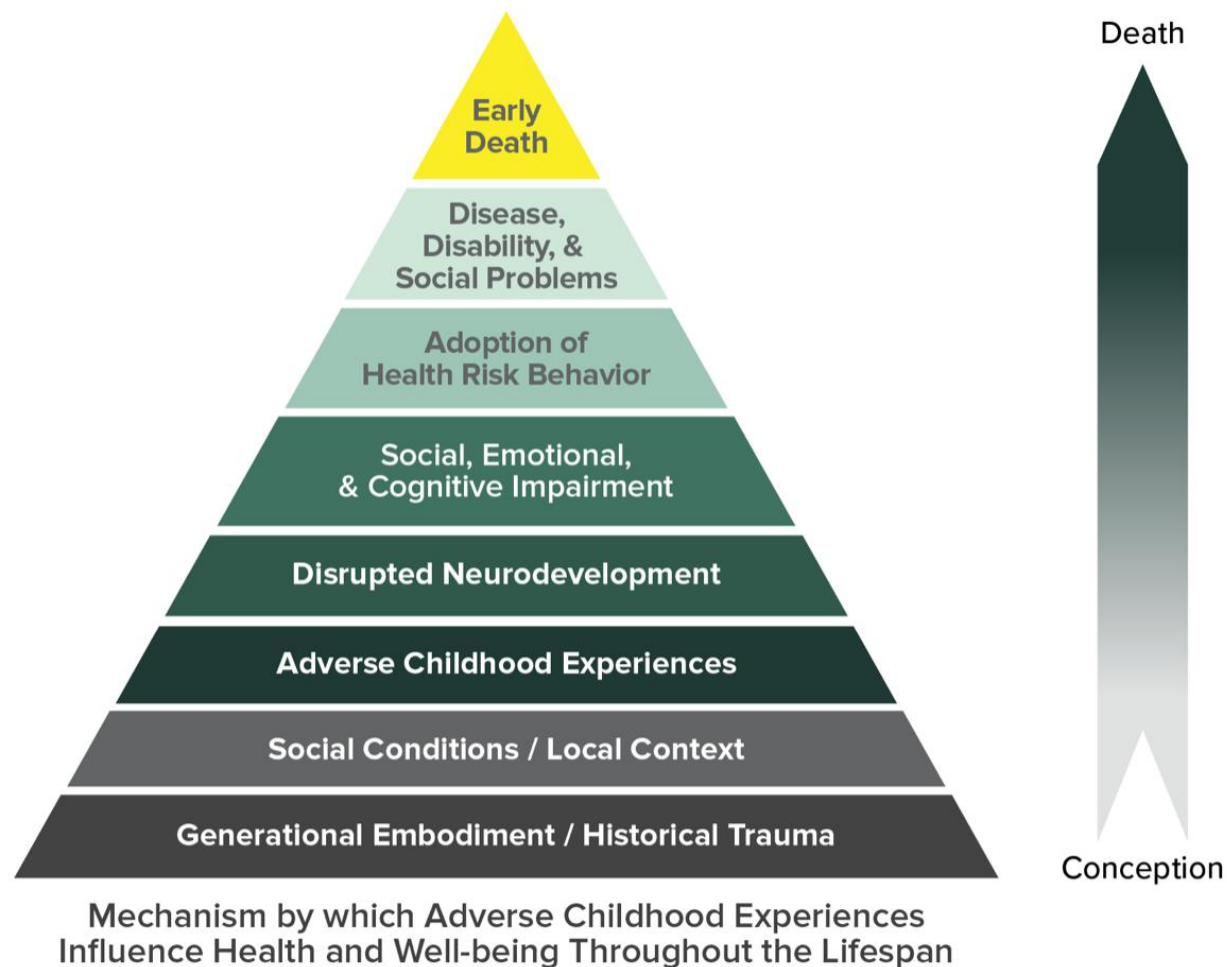 Death
Early
Death
Disease,
Disability, &
Social Problems
Adoption of
Health Risk Behavior
Social, Emotional,
& Cognitive Impairment
Disrupted Neurodevelopment
Adverse Childhood Experiences
Social Conditions / Local Context
Generational Embodiment / Historical Trauma
Conception
Mechanism by which Adverse Childhood Experiences
Influence Health and Well-being Throughout the Lifespan